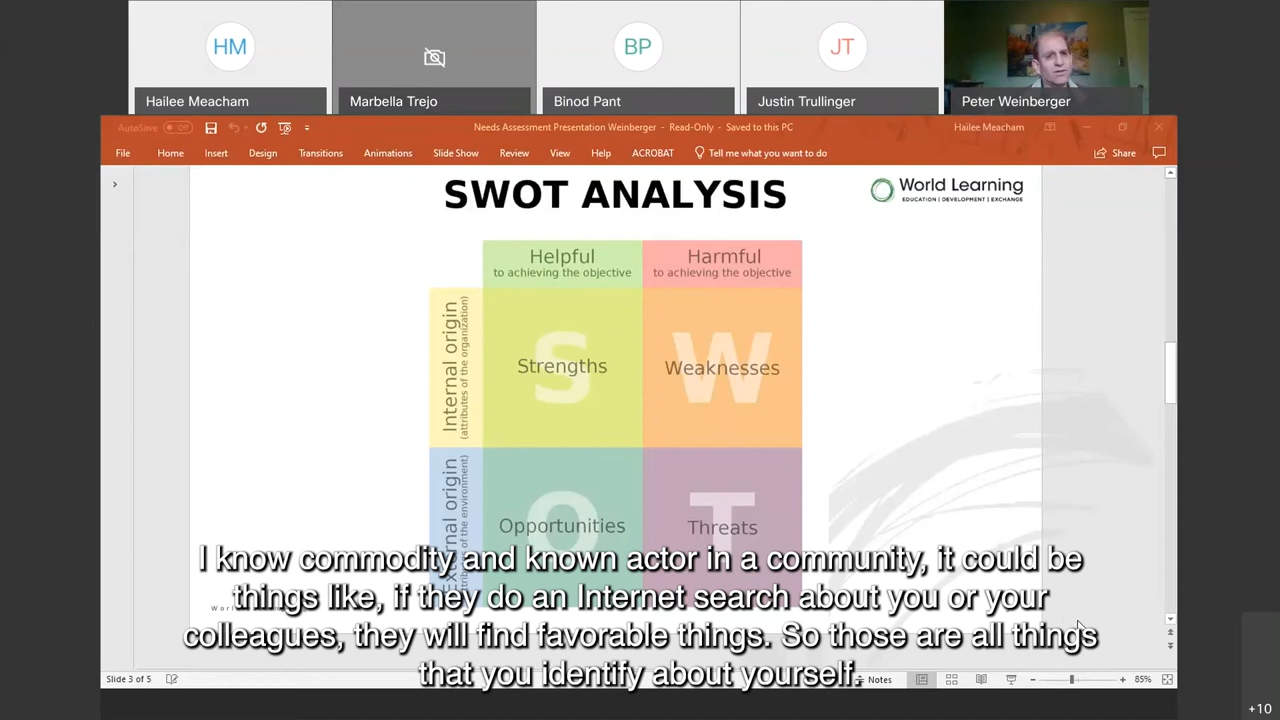 HM
BP
JT
Hailee Meacham
Marbella Trejo
Binod Pant
Justin Trullinger
Peter Weinberger
AutoSave
Off
Needs Assessment Presentation Weinberger - Read-Only - Saved to this PC
Hailee Meacham
File Home Insert Design Transitions Animations Slide Show Review View Help ACROBAT Tell me what you want to do Share
SWOT ANALYSIS
World Learning
EDUCATION | DEVELOPMENT | EXCHANGE
Helpful
to achieving the objective
Harmful
to achieving the objective
Internal origin
(attributes of the organization)
S
Strengths
W
Weaknesses
External origin
(attributes of the environment)
O
Opportunities
T
Threats
I know commodity and known actor in a community, it could be
things like, if they do an Internet search about you or your
colleagues, they will find favorable things. So those are all things
that you identify about yourself.
Slide 3 of 5
Notes
85%
+10